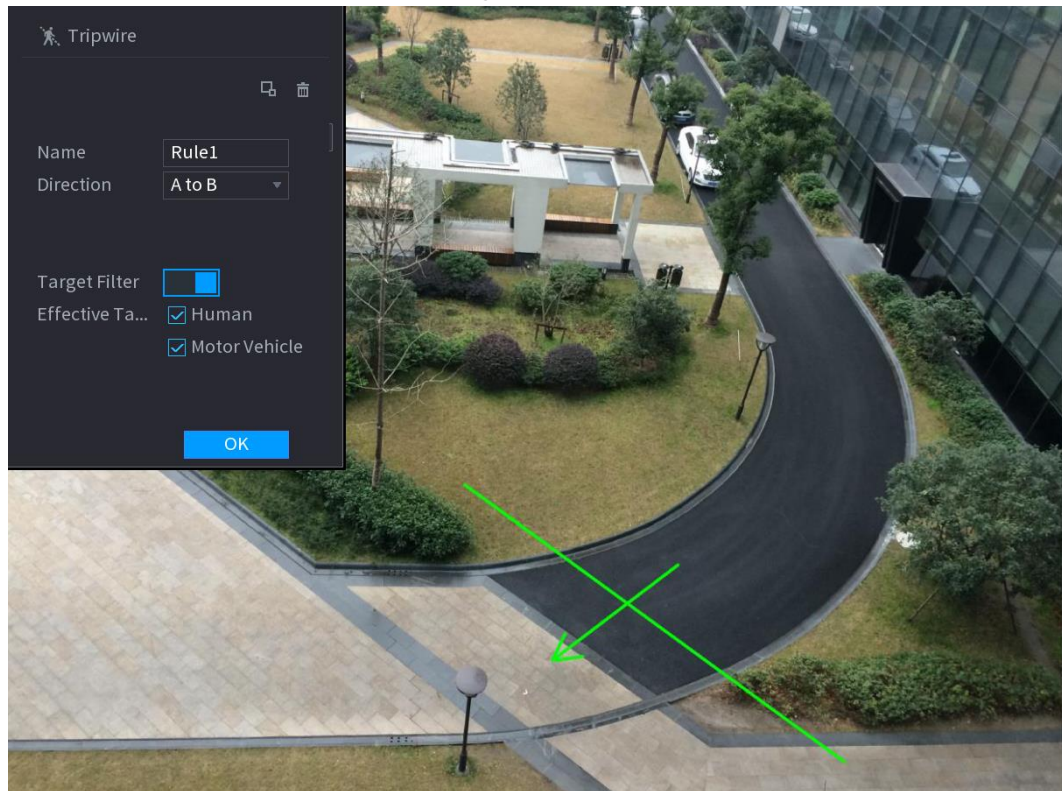 Tripwire
Name Rule1
Direction A to B
Target Filter
Effective Ta... Human
Motor Vehicle
OK